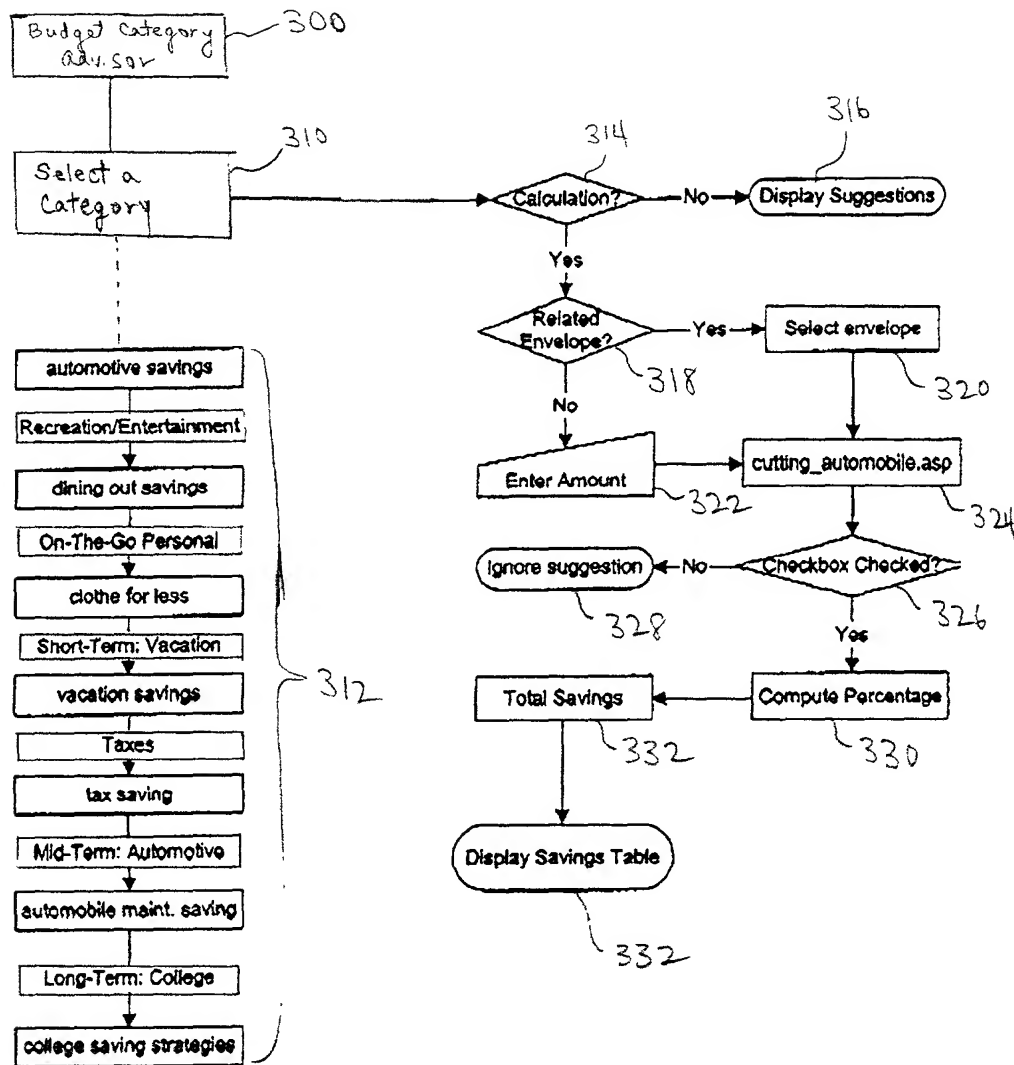 Budget Category
Advisor
300
Select a
Category
310
314
316
Calculation?
No
Display Suggestions
Yes
Related
Envelope?
318
Yes
Select envelope
320
No
Enter Amount
322
cutting_automobile.asp
324
Checkbox Checked?
326
No
Ignore suggestion
328
Yes
Compute Percentage
330
Total Savings
332
Display Savings Table
332
automotive savings
Recreation/Entertainment
dining out savings
On-The-Go Personal
clothe for less
Short-Term: Vacation
vacation savings
Taxes
tax saving
Mid-Term: Automotive
automobile maint. saving
Long-Term: College
college saving strategies
312